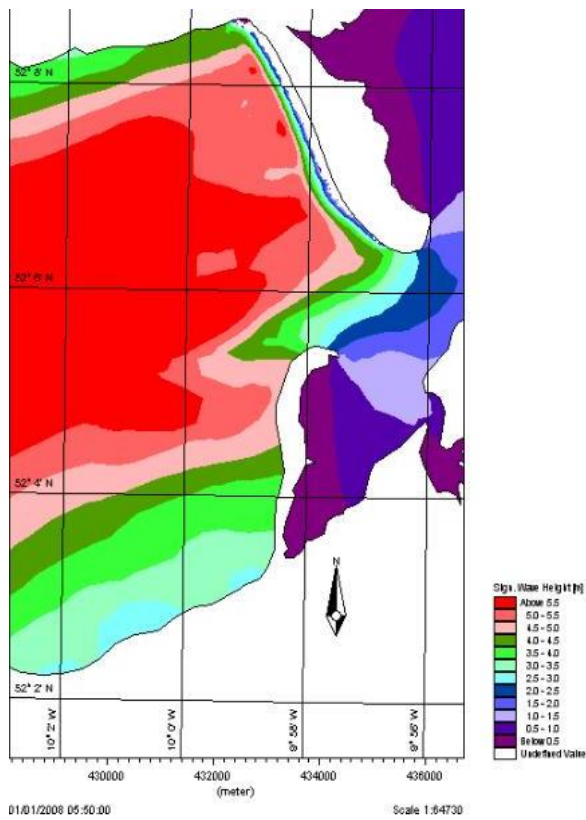 52° 8' N
52° 6' N
52° 4' N
52° 2' N
10° 2' W
10° 0' W
9° 58' W
9° 56' W
430000
432000
434000
436000
(meter)
01/01/2008 05:50:00
Scale 1:64730
N
Sign. Wave Height [m]
Above 5.5
5.0 - 5.5
4.5 - 5.0
4.0 - 4.5
3.5 - 4.0
3.0 - 3.5
2.5 - 3.0
2.0 - 2.5
1.5 - 2.0
1.0 - 1.5
0.5 - 1.0
Below 0.5
Undefined Value